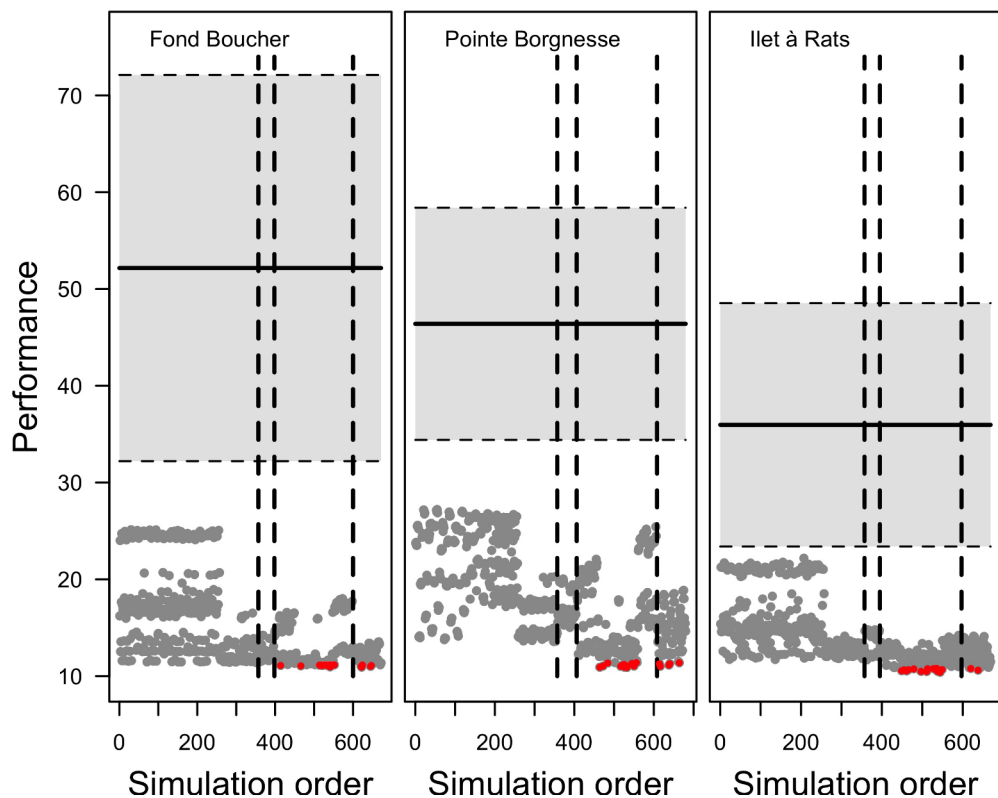 Fond Boucher
Pointe Borgnesse
Ilet à Rats
Performance
70
60
50
40
30
20
10
0 200 400 600
0 200 400 600
0 200 400 600
Simulation order
Simulation order
Simulation order